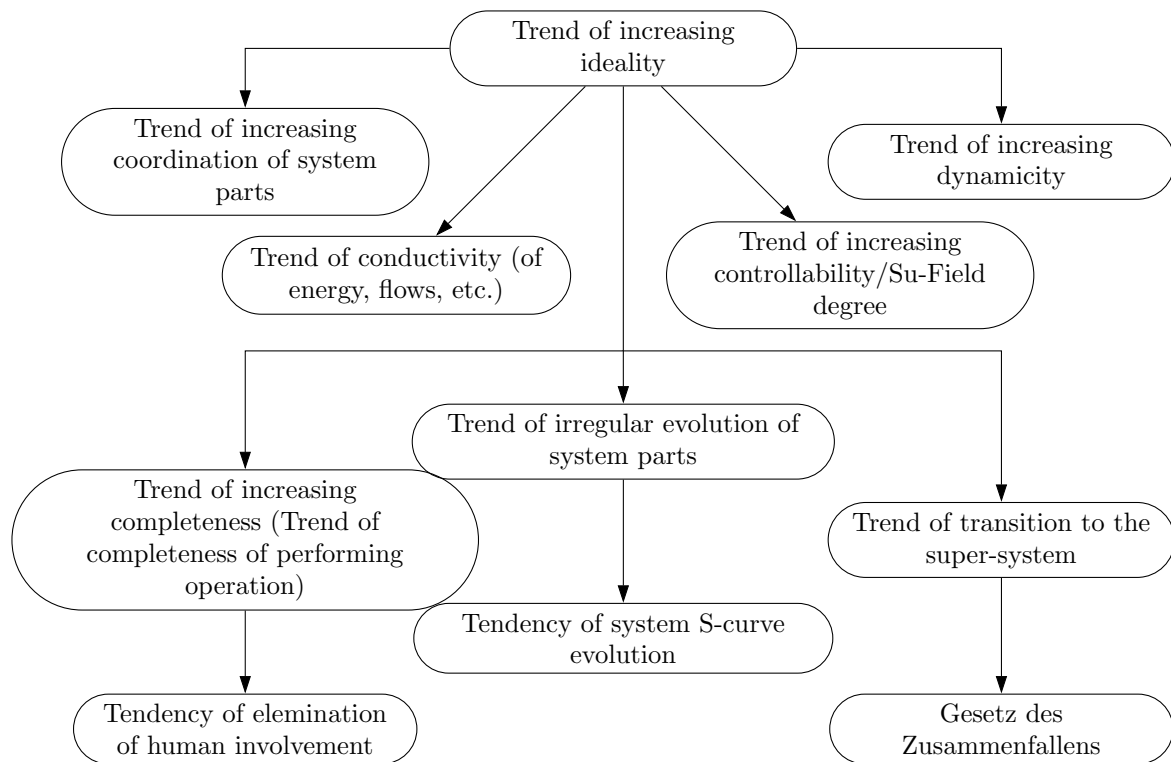 Trend of increasing
ideality
Trend of increasing
coordination of system
parts
Trend of increasing
dynamicity
Trend of conductivity (of
energy, flows, etc.)
Trend of increasing
controllability/Su-Field
degree
Trend of irregular evolution of
system parts
Trend of increasing
completeness (Trend of
completeness of performing
operation)
Trend of transition to the
super-system
Tendency of system S-curve
evolution
Tendency of elemination
of human involvement
Gesetz des
Zusammenfallens